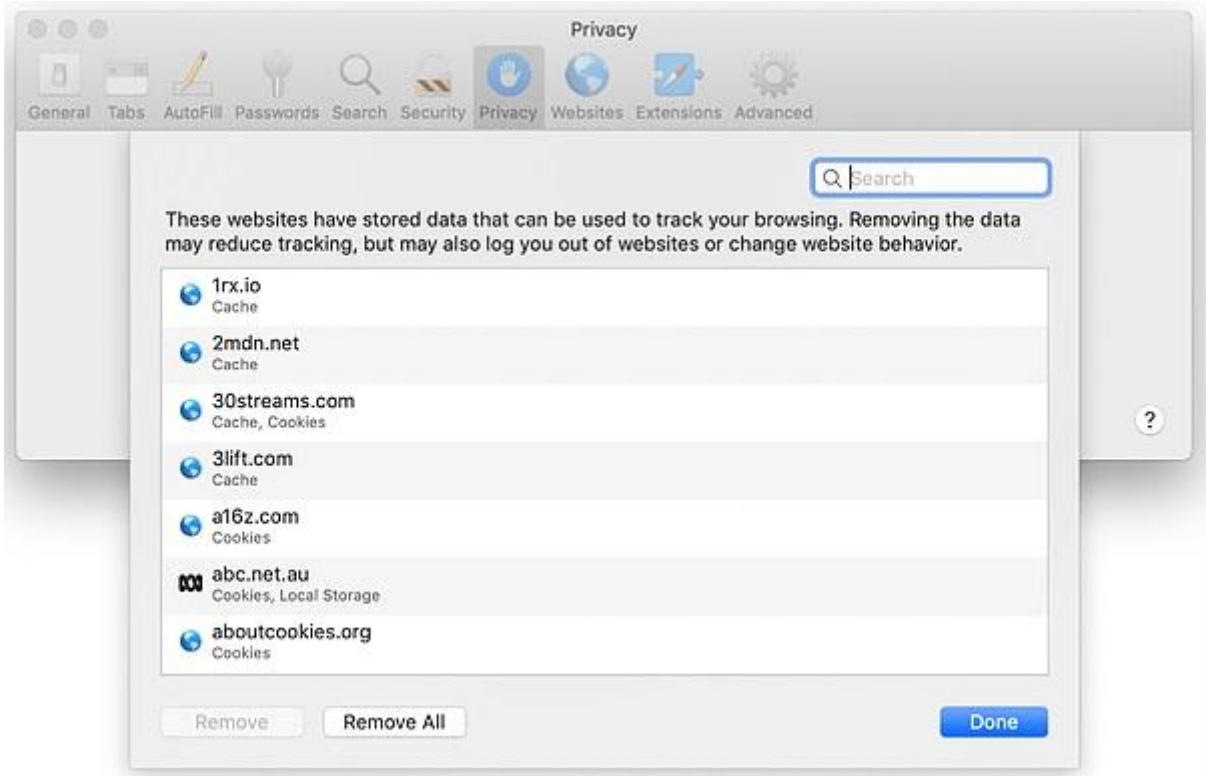 Privacy
General Tabs AutoFill Passwords Search Security Privacy Websites Extensions Advanced
Search
These websites have stored data that can be used to track your browsing. Removing the data
may reduce tracking, but may also log you out of websites or change website behavior.
1rx.io
Cache
2mdn.net
Cache
30streams.com
Cache, Cookies
?
3lift.com
Cache
a16z.com
Cookies
abc.net.au
Cookies, Local Storage
aboutcookies.org
Cookies
Remove Remove All Done